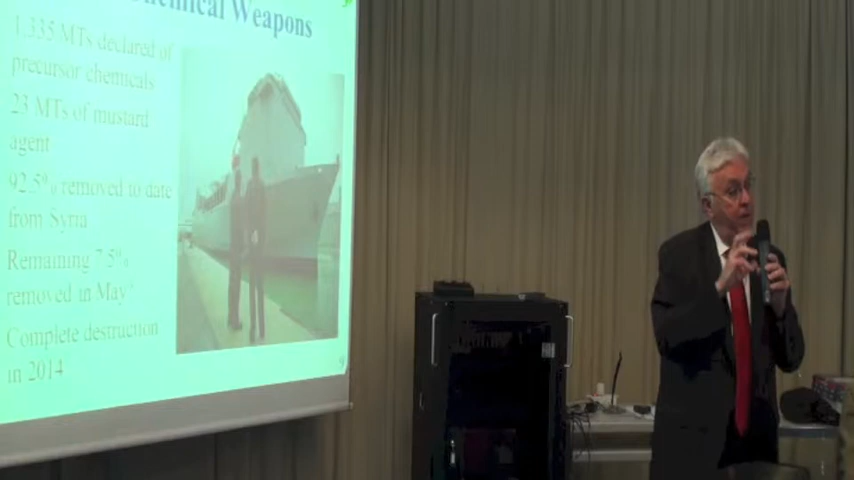 Chemical Weapons
1,335 MTs declared of
precursor chemicals
23 MTs of mustard
agent
92.5% removed to date
from Syria
Remaining 7.5%
removed in May?
Complete destruction
in 2014